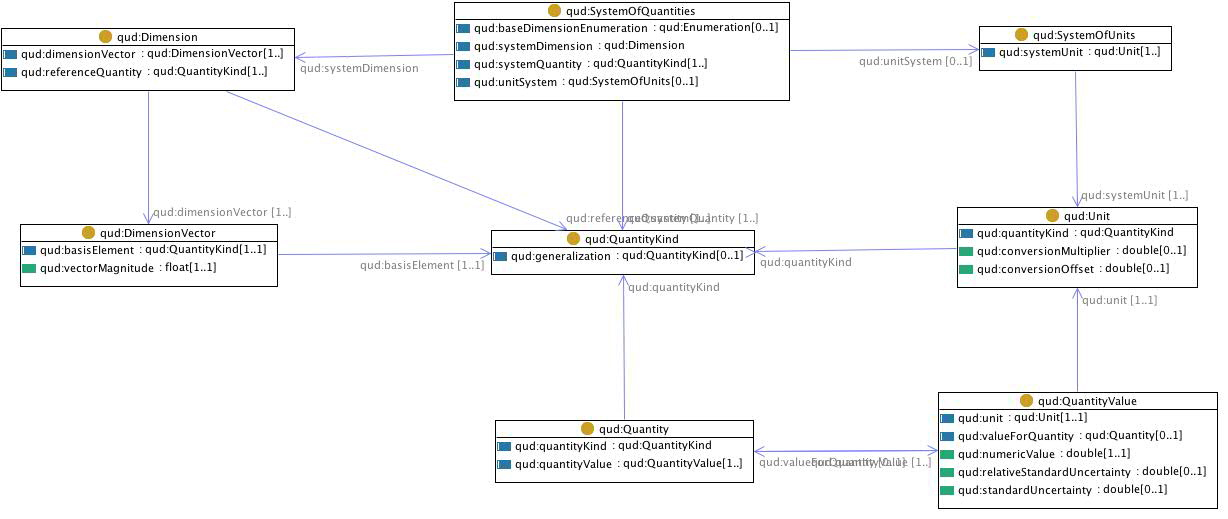 qud:SystemOfQuantities
qud:baseDimensionEnumeration : qud:Enumeration[0..1]
qud:systemDimension : qud:Dimension
qud:systemQuantity : qud:QuantityKind[1..]
qud:unitSystem : qud:SystemOfUnits[0..1]
qud:Dimension
qud:dimensionVector : qud:DimensionVector[1..]
qud:referenceQuantity : qud:QuantityKind[1..]
qud:systemDimension
qud:unitSystem [0..1]
qud:SystemOfUnits
qud:systemUnit : qud:Unit[1..]
qud:dimensionVector [1..]
qud:systemQuantity [1..]
qud:systemUnit [1..]
qud:DimensionVector
qud:basisElement : qud:QuantityKind[1..1]
qud:vectorMagnitude : float[1..1]
qud:basisElement [1..1]
qud:QuantityKind
qud:generalization : qud:QuantityKind[0..1]
qud:quantityKind
qud:Unit
qud:quantityKind : qud:QuantityKind
qud:conversionMultiplier : double[0..1]
qud:conversionOffset : double[0..1]
qud:quantityKind
qud:unit [1..1]
qud:Quantity
qud:quantityKind : qud:QuantityKind
qud:quantityValue : qud:QuantityValue[1..]
qud:QuantityValue
qud:unit : qud:Unit[1..1]
qud:valueForQuantity : qud:Quantity[0..1]
qud:numericValue : double[1..1]
qud:relativeStandardUncertainty : double[0..1]
qud:standardUncertainty : double[0..1]